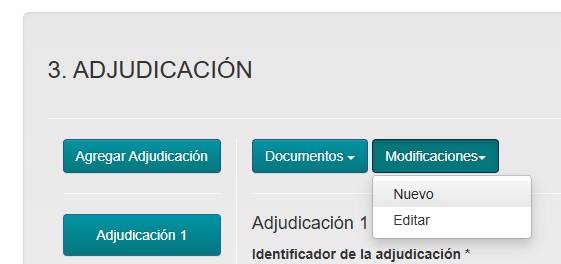 3. ADJUDICACIÓN
Agregar Adjudicación
Documentos
Modificaciones
Nuevo
Editar
Adjudicación 1
Adjudicación 1
Identificador de la adjudicación *